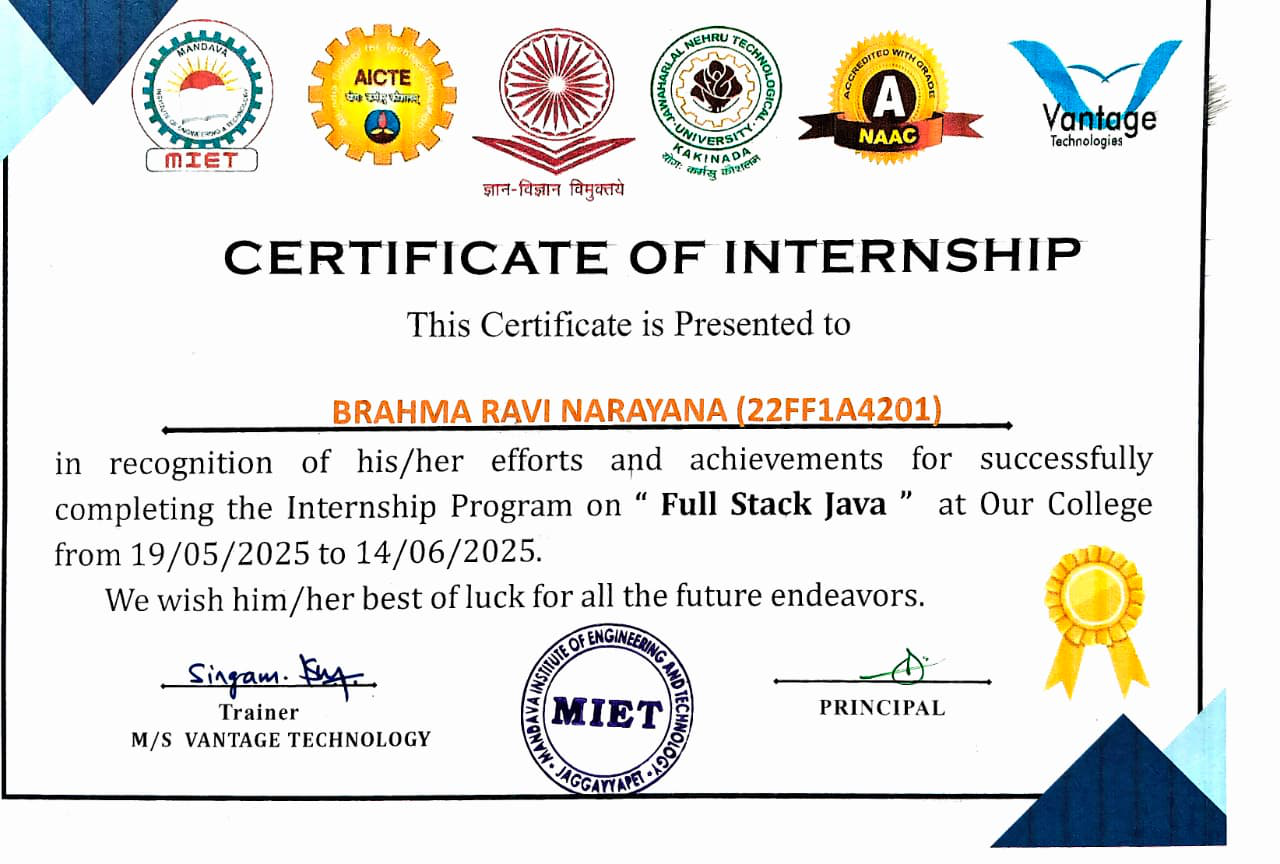 MANDAVA
INSTITUTE OF ENGINEERING & TECHNOLOGY
MIET
AICTE
योगः कर्मसु कौशलम्
ज्ञान-विज्ञान विमुक्तये
JAWAHARLAL NEHRU TECHNOLOGICAL
UNIVERSITY
KAKINADA
योगः कर्मसु कौशलम्
ACCREDITED WITH GRADE
A
NAAC
Vantage
Technologies
CERTIFICATE OF INTERNSHIP
This Certificate is Presented to
BRAHMA RAVI NARAYANA (22FF1A4201)
in recognition of his/her efforts and achievements for successfully
completing the Internship Program on “ Full Stack Java ” at Our College
from 19/05/2025 to 14/06/2025.
We wish him/her best of luck for all the future endeavors.
Singam.
Trainer
M/S VANTAGE TECHNOLOGY
MANDAVA INSTITUTE OF ENGINEERING AND TECHNOLOGY
MIET
JAGGAYYAPET
PRINCIPAL